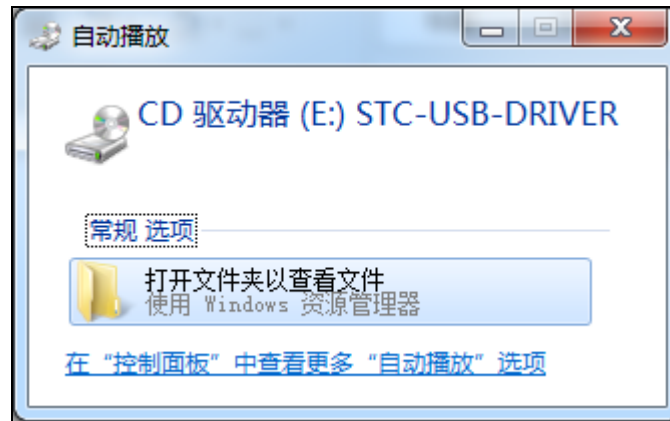 自动播放
CD 驱动器 (E:) STC-USB-DRIVER
常规 选项
打开文件夹以查看文件
使用 Windows 资源管理器
在“控制面板”中查看更多“自动播放”选项